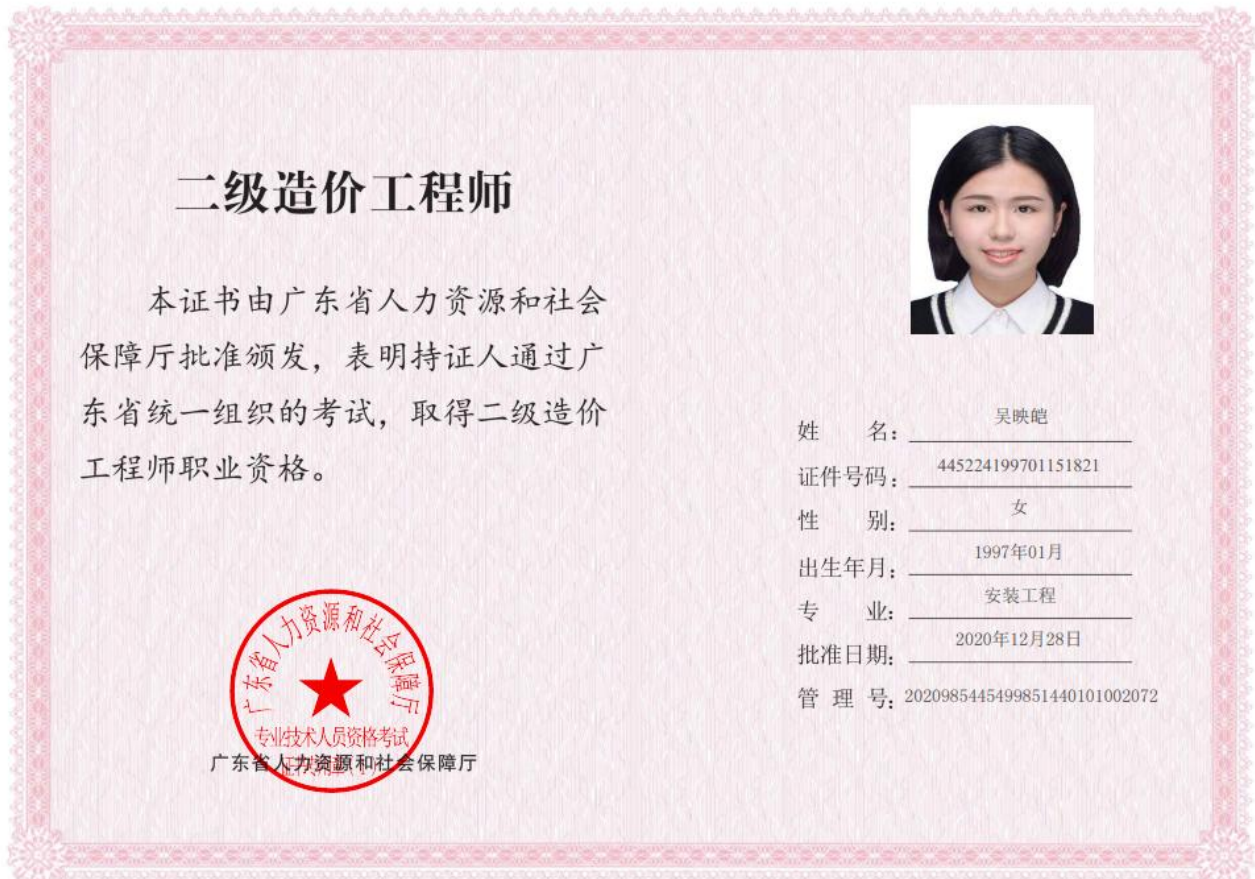 二级造价工程师
本证书由广东省人力资源和社会
保障厅批准颁发，表明持证人通过广
东省统一组织的考试，取得二级造价
工程师职业资格。
姓 名：吴映皑
证件号码：445224199701151821
性 别：女
出生年月：1997年01月
专 业：安装工程
批准日期：2020年12月28日
管 理 号：2020985445499851440101002072
广东省人力资源和社会保障厅
专业技术人员资格考试
广东省人力资源和社会保障厅